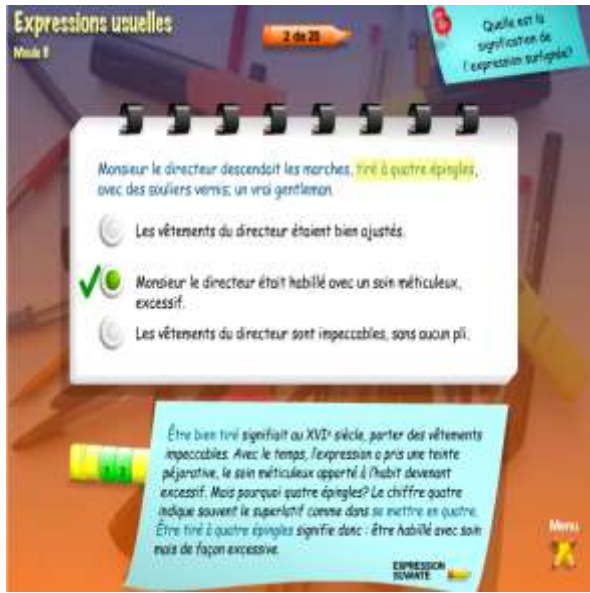 Expressions usuelles
2 de 25
Quelle est la
signification de
l'expression surlignée?
Monsieur le directeur descendait les marches, tiré à quatre épingles,
avec des souliers vernis; un vrai gentleman.
Les vêtements du directeur étaient bien ajustés.
Monsieur le directeur était habillé avec un soin méticuleux,
excessif.
Les vêtements du directeur sont impeccables, sans aucun pli.
Être bien tiré signifiait au XVIe siècle, porter des vêtements
impeccables. Avec le temps, l'expression a pris une teinte
péjorative, le soin méticuleux apporté à l'habit devenant
excessif. Mais pourquoi quatre épingles? Le chiffre quatre
indique souvent le superlatif comme dans se mettre en quatre.
Être tiré à quatre épingles signifie donc : être habillé avec soin
mais de façon excessive.
Menu
EXPRESSION
SUIVANTE